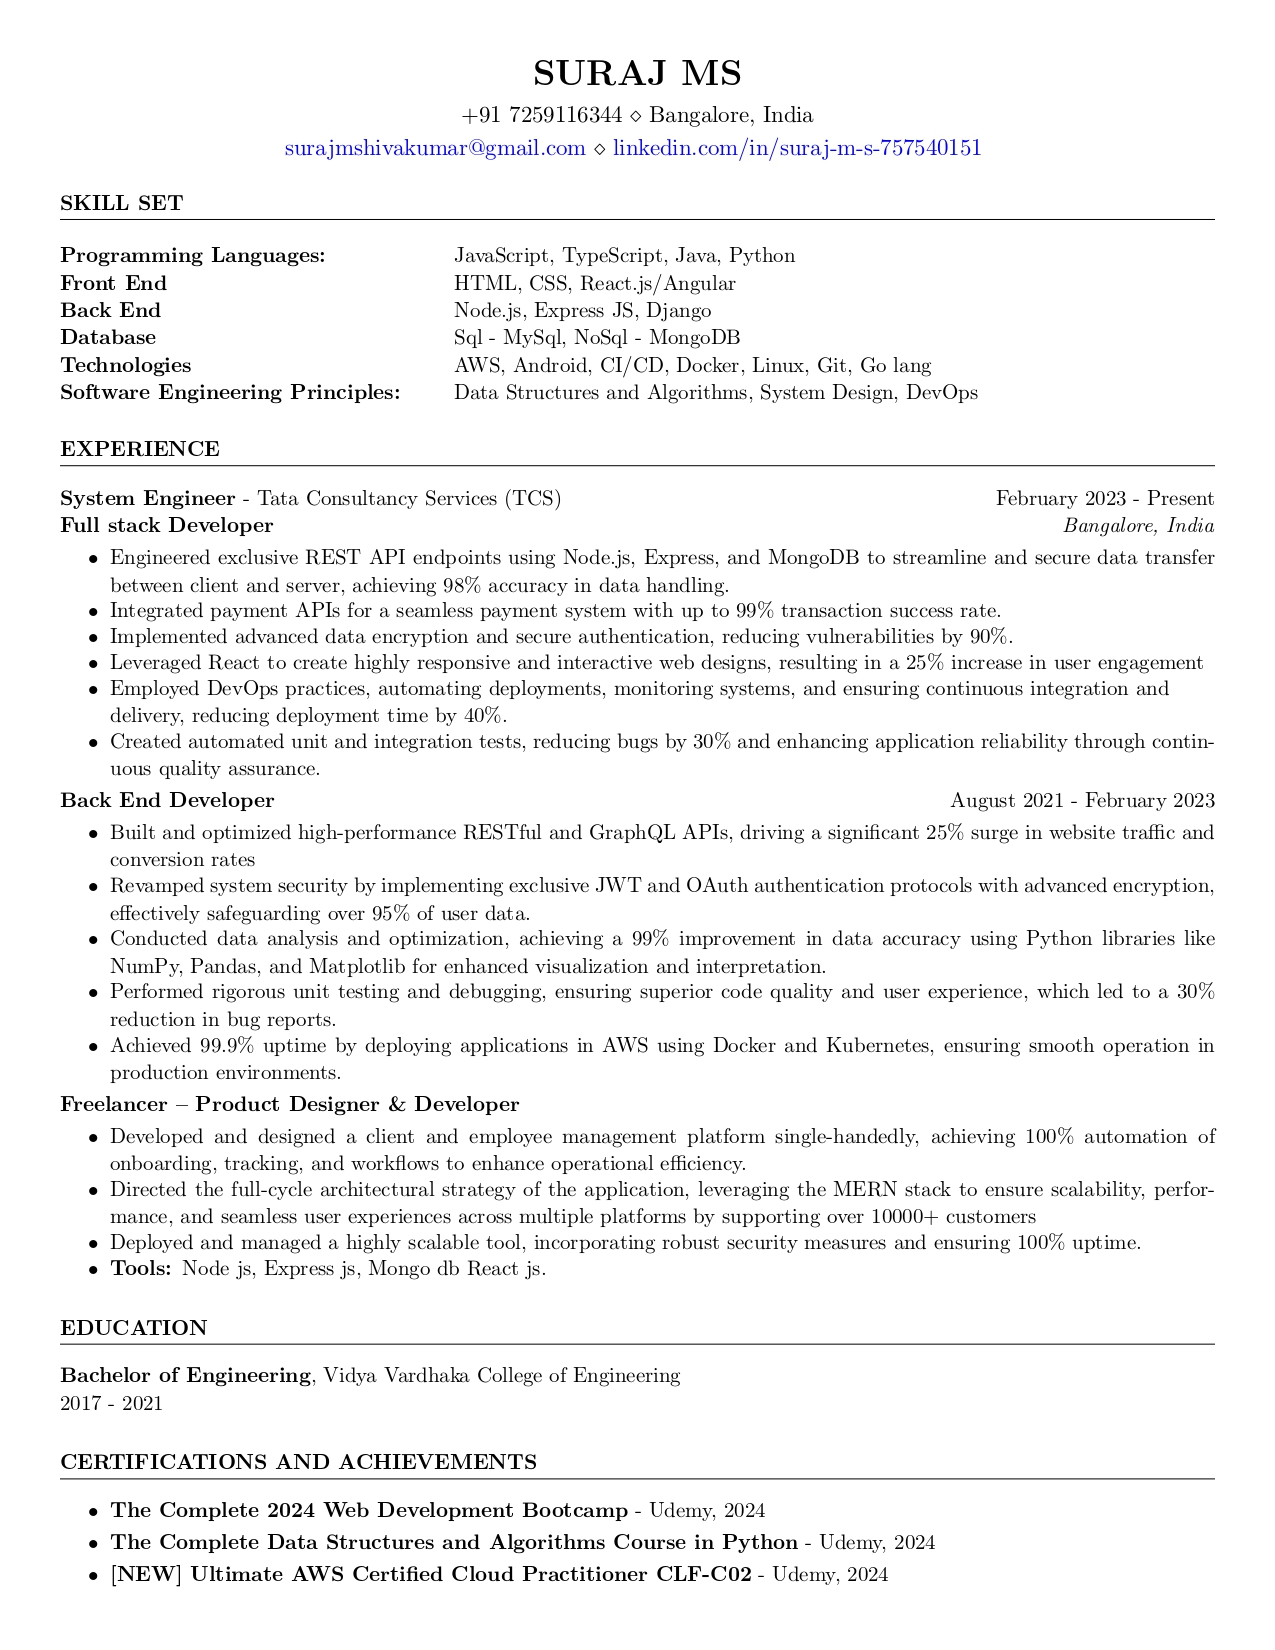 SURAJ MS
+91 7259116344 ⋄ Bangalore, India
surajmshivakumar@gmail.com ⋄ linkedin.com/in/suraj-m-s-757540151
SKILL SET
Programming Languages: JavaScript, TypeScript, Java, Python
Front End HTML, CSS, React.js/Angular
Back End Node.js, Express JS, Django
Database Sql - MySql, NoSql - MongoDB
Technologies AWS, Android, CI/CD, Docker, Linux, Git, Go lang
Software Engineering Principles: Data Structures and Algorithms, System Design, DevOps
EXPERIENCE
System Engineer - Tata Consultancy Services (TCS) February 2023 - Present
Full stack Developer Bangalore, India
• Engineered exclusive REST API endpoints using Node.js, Express, and MongoDB to streamline and secure data transfer
between client and server, achieving 98% accuracy in data handling.
• Integrated payment APIs for a seamless payment system with up to 99% transaction success rate.
• Implemented advanced data encryption and secure authentication, reducing vulnerabilities by 90%.
• Leveraged React to create highly responsive and interactive web designs, resulting in a 25% increase in user engagement
• Employed DevOps practices, automating deployments, monitoring systems, and ensuring continuous integration and
delivery, reducing deployment time by 40%.
• Created automated unit and integration tests, reducing bugs by 30% and enhancing application reliability through contin-
uous quality assurance.
Back End Developer August 2021 - February 2023
• Built and optimized high-performance RESTful and GraphQL APIs, driving a significant 25% surge in website traffic and
conversion rates
• Revamped system security by implementing exclusive JWT and OAuth authentication protocols with advanced encryption,
effectively safeguarding over 95% of user data.
• Conducted data analysis and optimization, achieving a 99% improvement in data accuracy using Python libraries like
NumPy, Pandas, and Matplotlib for enhanced visualization and interpretation.
• Performed rigorous unit testing and debugging, ensuring superior code quality and user experience, which led to a 30%
reduction in bug reports.
• Achieved 99.9% uptime by deploying applications in AWS using Docker and Kubernetes, ensuring smooth operation in
production environments.
Freelancer – Product Designer & Developer
• Developed and designed a client and employee management platform single-handedly, achieving 100% automation of
onboarding, tracking, and workflows to enhance operational efficiency.
• Directed the full-cycle architectural strategy of the application, leveraging the MERN stack to ensure scalability, perfor-
mance, and seamless user experiences across multiple platforms by supporting over 10000+ customers
• Deployed and managed a highly scalable tool, incorporating robust security measures and ensuring 100% uptime.
• Tools: Node js, Express js, Mongo db React js.
EDUCATION
Bachelor of Engineering, Vidya Vardhaka College of Engineering
2017 - 2021
CERTIFICATIONS AND ACHIEVEMENTS
• The Complete 2024 Web Development Bootcamp - Udemy, 2024
• The Complete Data Structures and Algorithms Course in Python - Udemy, 2024
• [NEW] Ultimate AWS Certified Cloud Practitioner CLF-C02 - Udemy, 2024